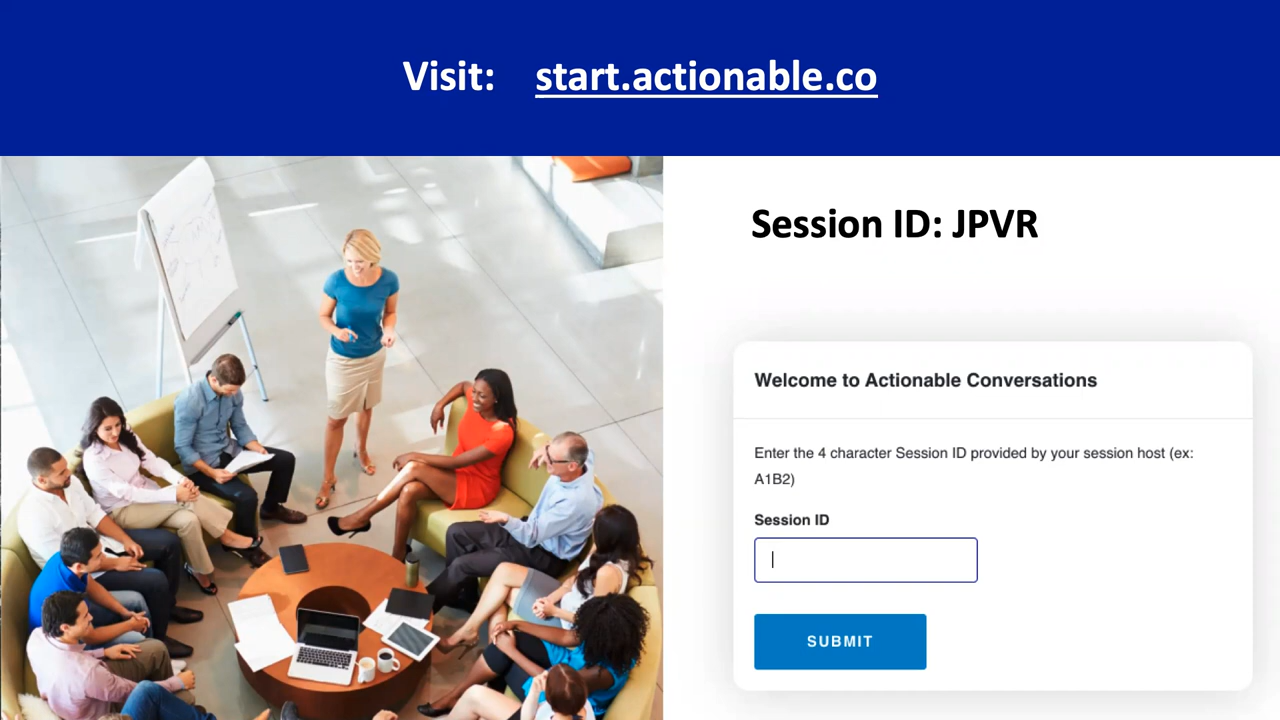 Visit: start.actionable.co
Session ID: JPVR
Welcome to Actionable Conversations
Enter the 4 character Session ID provided by your session host (ex:
A1B2)
Session ID
SUBMIT